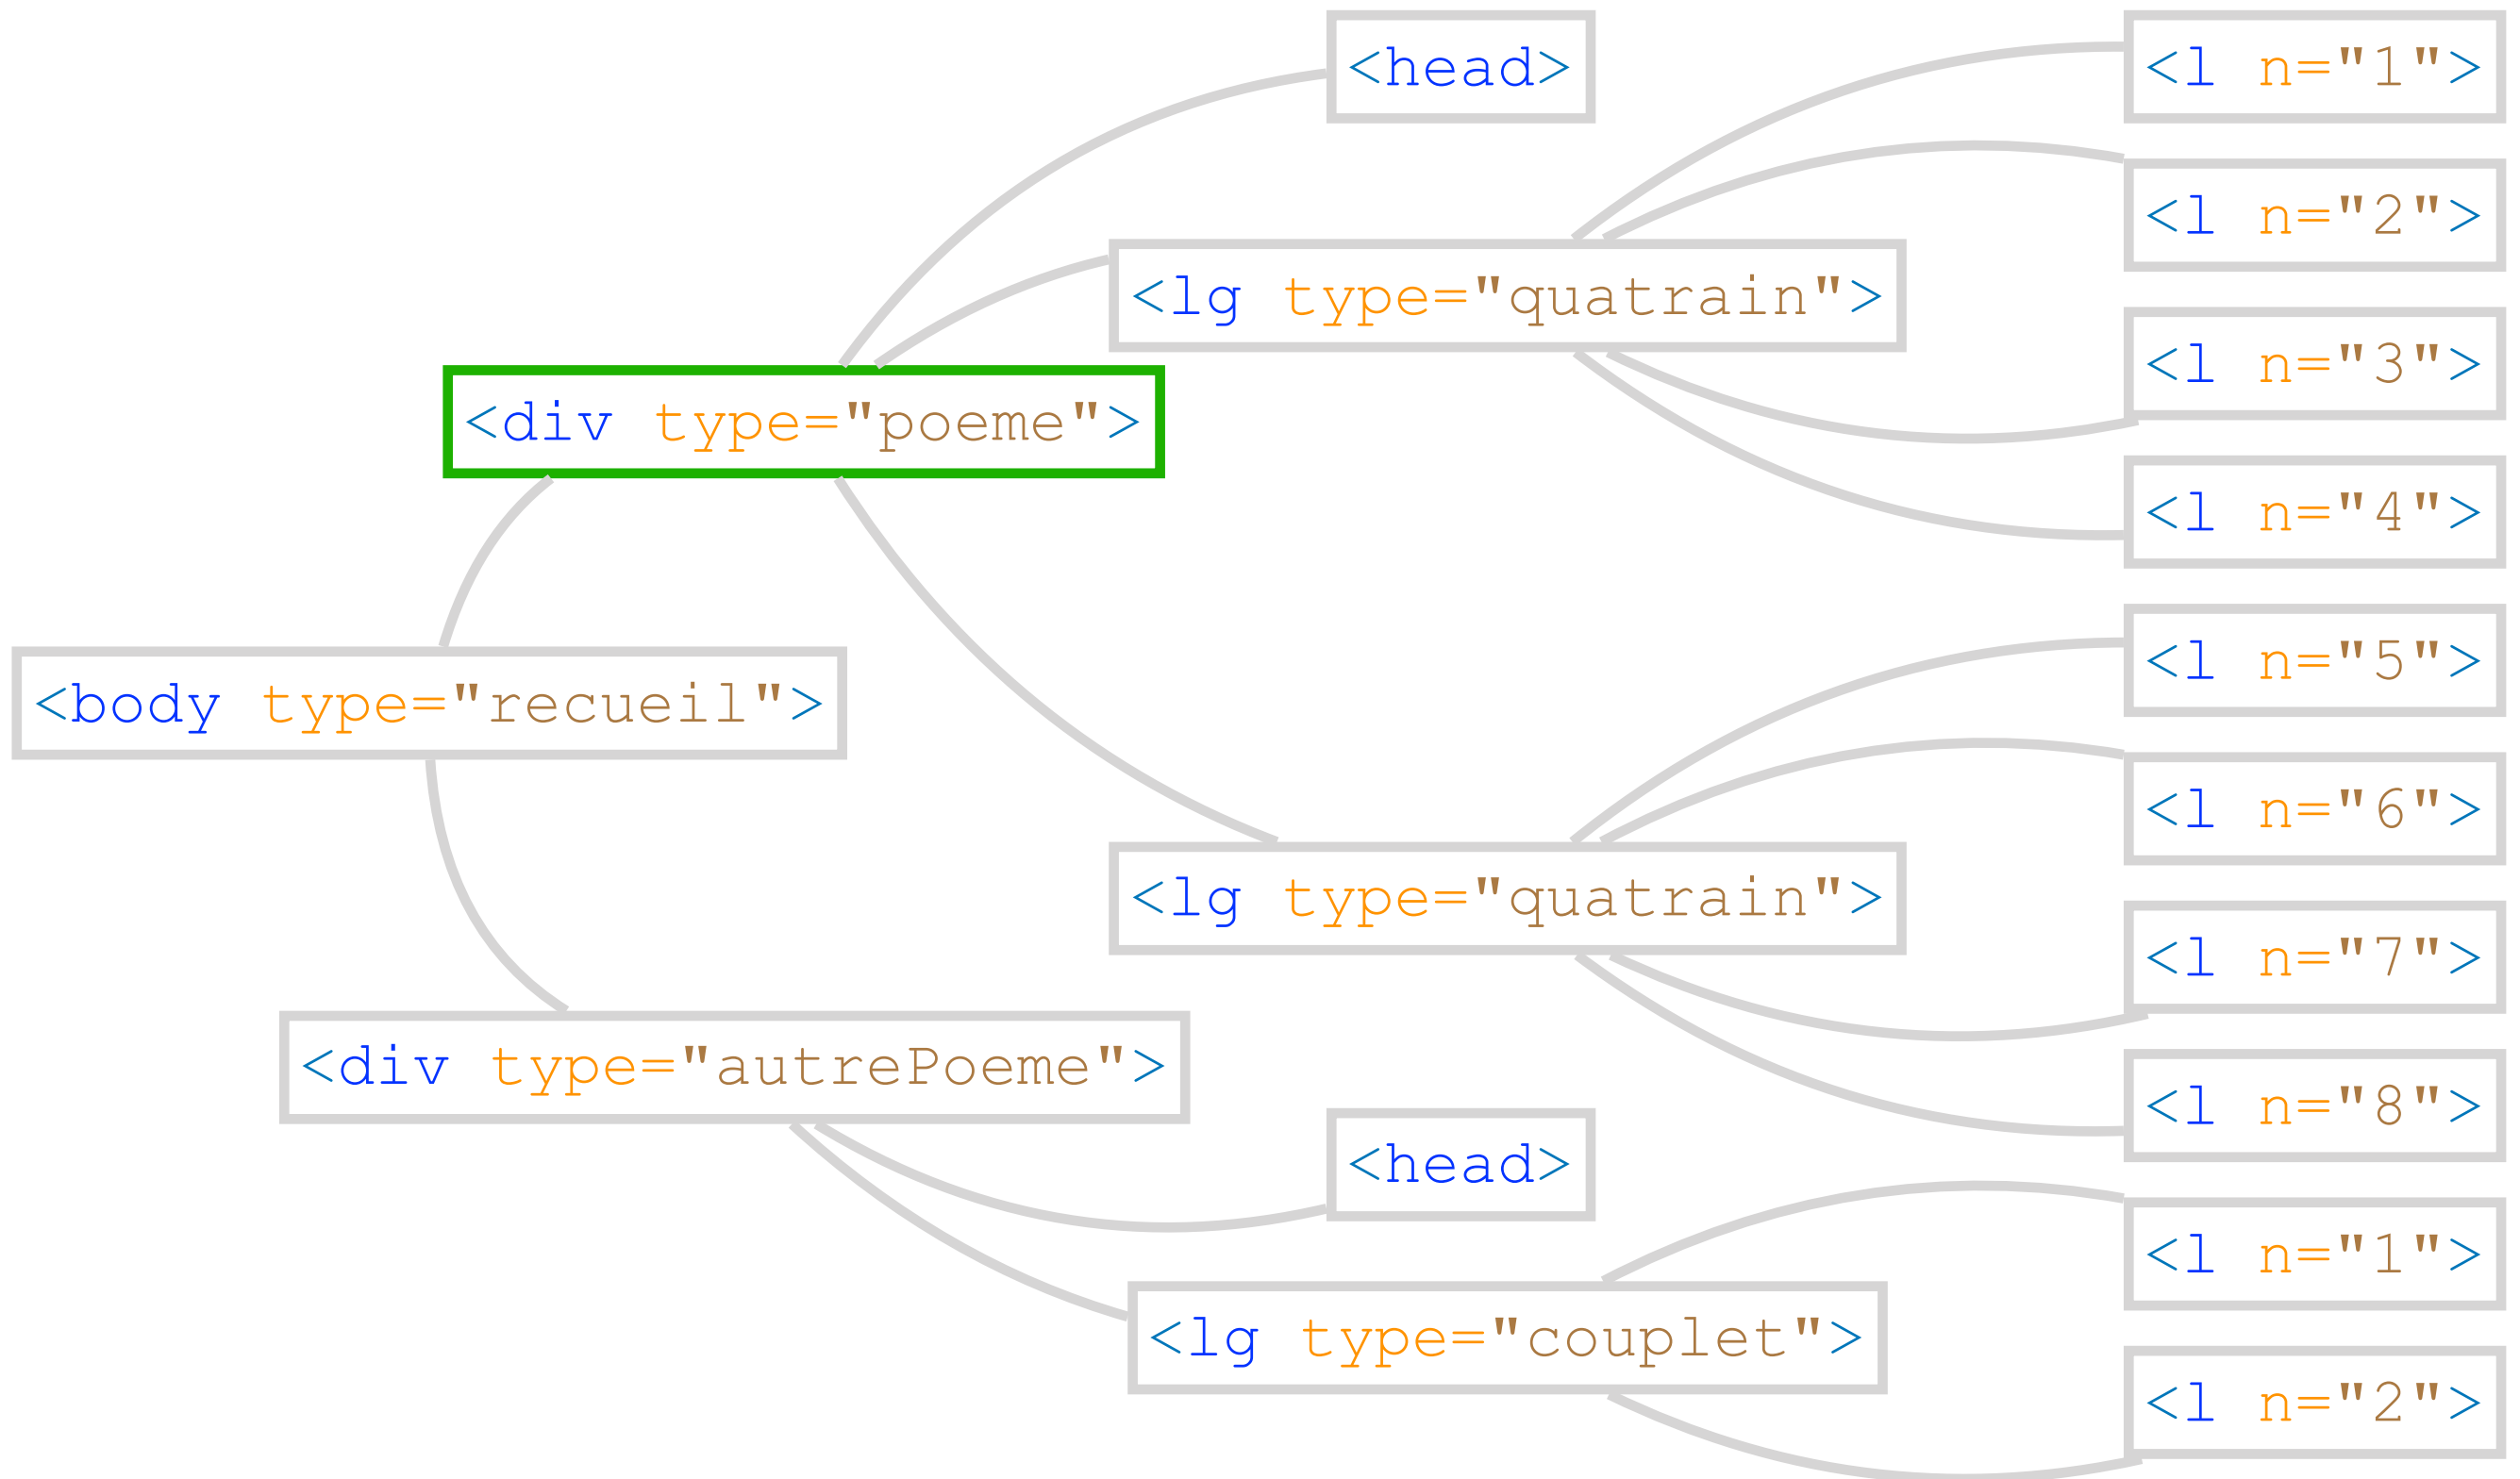 <head>
<l n="1">
<l n="2">
<lg type="quatrain">
<l n="3">
<div type="poeme">
<l n="4">
<l n="5">
<body type="recueil">
<l n="6">
<lg type="quatrain">
<l n="7">
<div type="autrePoeme">
<l n="8">
<head>
<l n="1">
<lg type="couplet">
<l n="2">